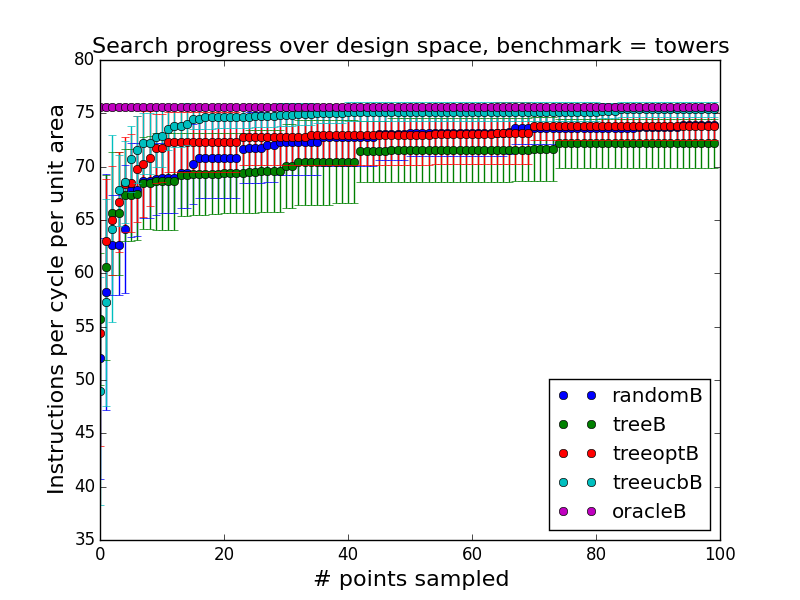 Search progress over design space, benchmark = towers
Instructions per cycle per unit area
80
75
70
65
60
55
50
45
40
35
0
20
40
60
80
100
# points sampled
randomB
treeB
treeoptB
treeucbB
oracleB